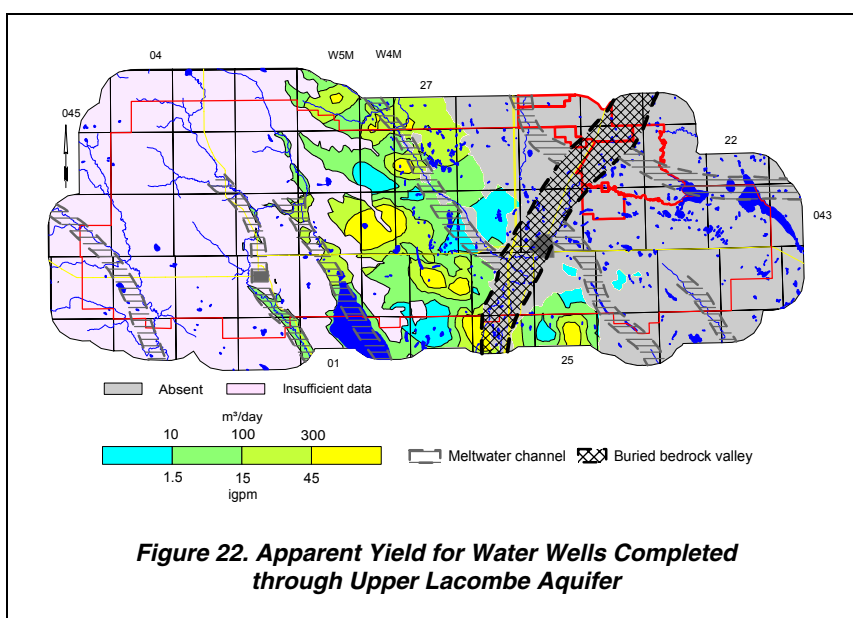 04
W5M W4M
27
045
22
043
01
25
Absent
Insufficient data
m³/day
10 100 300
Meltwater channel
Buried bedrock valley
1.5 15 45
igpm
Figure 22. Apparent Yield for Water Wells Completed
through Upper Lacombe Aquifer